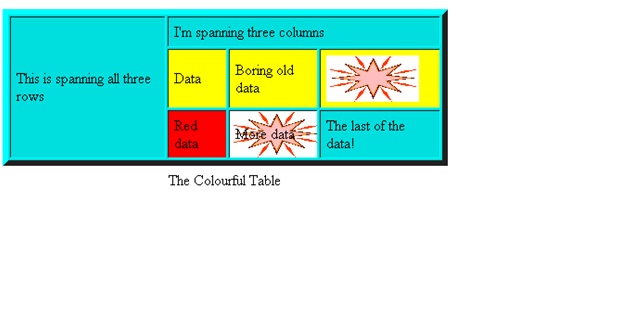 I'm spanning three columns
This is spanning all three
rows
Data
Boring old
data
Red
data
More data
The last of the
data!
The Colourful Table